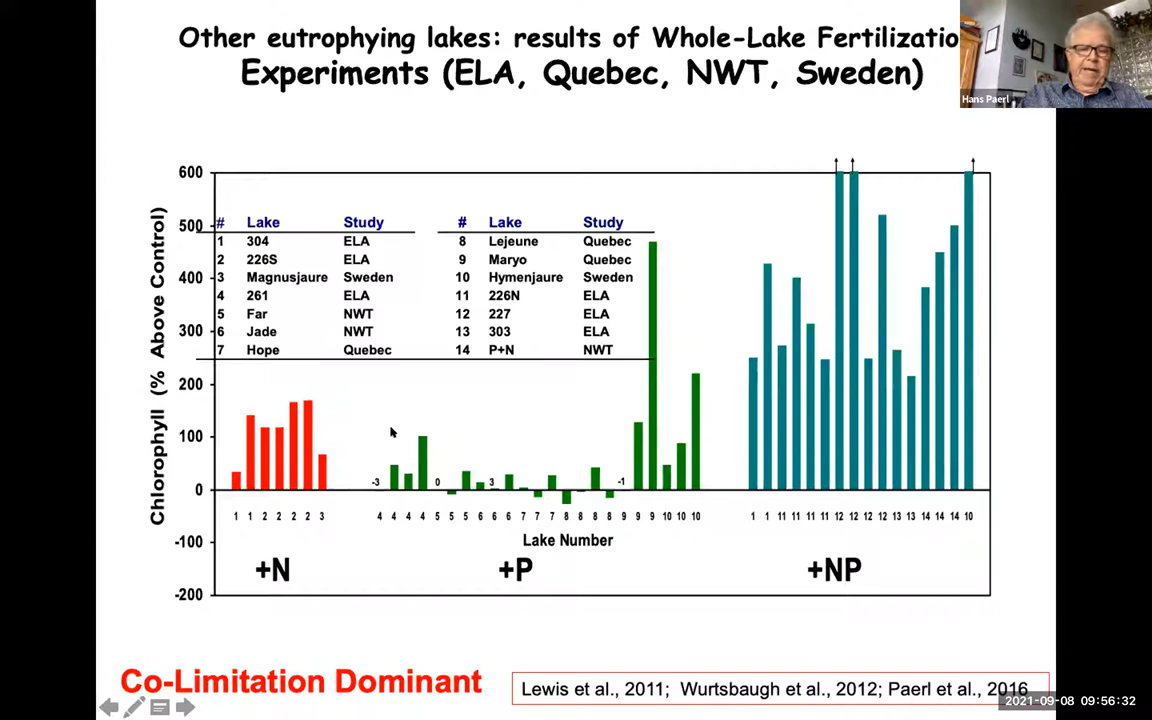 Other eutrophying lakes: results of Whole-Lake Fertilizatio
Experiments (ELA, Quebec, NWT, Sweden)
Hans Paerl
Chlorophyll (% Above Control)
600
500
400
300
200
100
0
-100
-200
# Lake Study # Lake Study
1 304 ELA 8 Lejeune Quebec
2 226S ELA 9 Maryo Quebec
3 Magnusjaure Sweden 10 Hymenjaure Sweden
4 261 ELA 11 226N ELA
5 Far NWT 12 227 ELA
6 Jade NWT 13 303 ELA
7 Hope Quebec 14 P+N NWT
-3 0 3 -1
1 1 2 2 2 2 3 4 4 4 4 5 5 5 6 6 6 7 7 7 8 8 8 8 9 9 9 10 10 10 1 1 11 11 11 11 12 12 12 12 13 13 14 14 14 10
Lake Number
+N +P +NP
Co-Limitation Dominant
Lewis et al., 2011; Wurtsbaugh et al., 2012; Paerl et al., 2016
2021-09-08 09:56:32